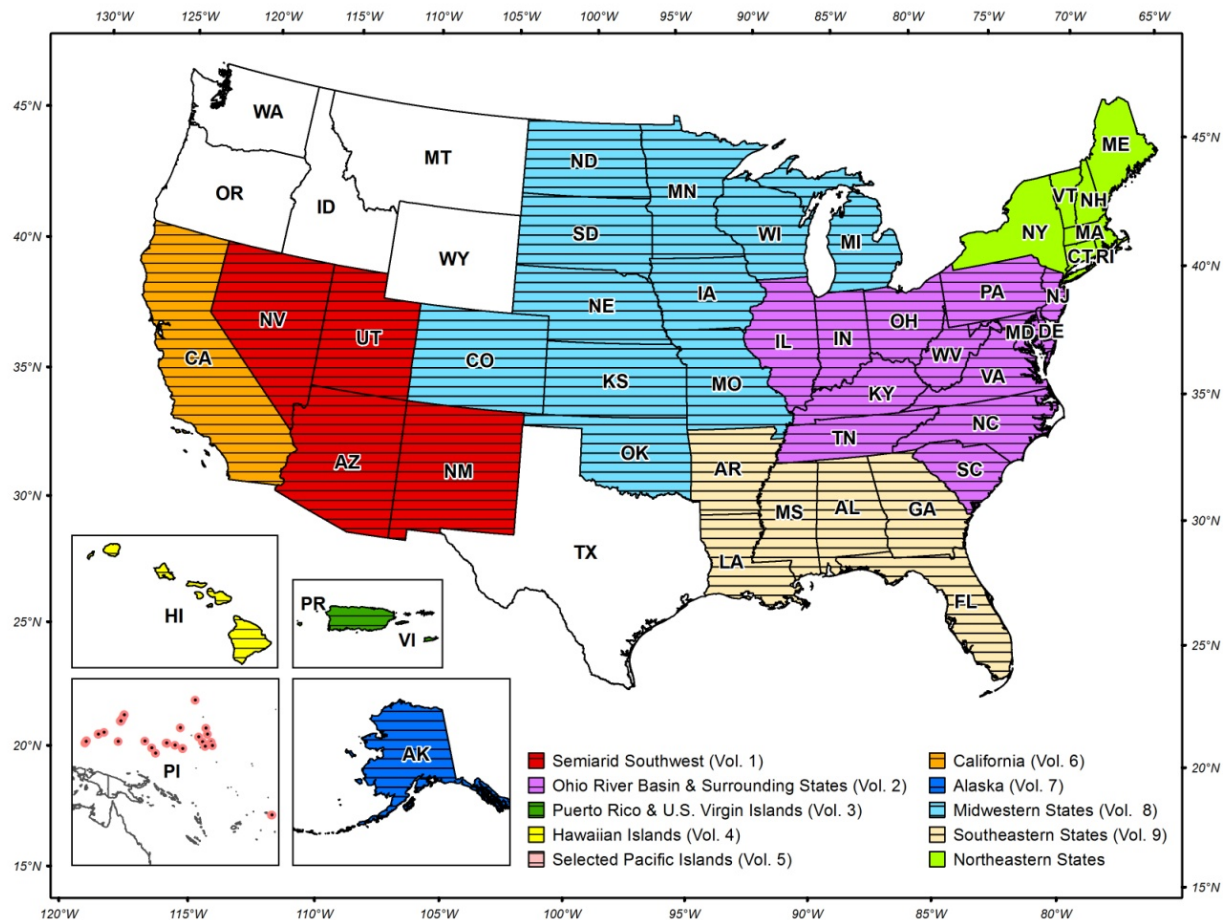 130°W 125°W 120°W 115°W 110°W 105°W 100°W 95°W 90°W 85°W 80°W 75°W 70°W 65°W
45°N
45°N
WA
MT
ND
MN
ME
OR
ID
VT
NH
SD
WI
MI
NY
MA
40°N
WY
CT
RI
40°N
NE
IA
PA
NJ
NV
UT
IL
IN
OH
MD
DE
CA
CO
WV
35°N
KS
MO
KY
VA
35°N
TN
NC
AZ
NM
OK
AR
SC
30°N
MS
AL
GA
30°N
TX
LA
FL
HI
PR
VI
25°N
25°N
20°N
PI
AK
20°N
Semiarid Southwest (Vol. 1)
Ohio River Basin & Surrounding States (Vol. 2)
Puerto Rico & U.S. Virgin Islands (Vol. 3)
Hawaiian Islands (Vol. 4)
Selected Pacific Islands (Vol. 5)
California (Vol. 6)
Alaska (Vol. 7)
Midwestern States (Vol. 8)
Southeastern States (Vol. 9)
Northeastern States
15°N
15°N
120°W 115°W 110°W 105°W 100°W 95°W 90°W 85°W 80°W 75°W